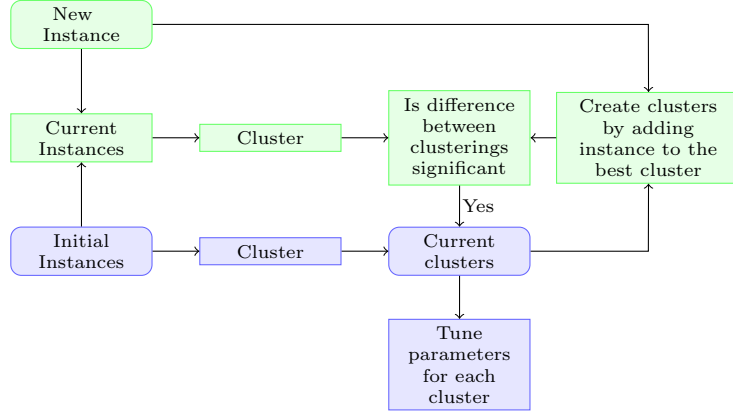 New
Instance
Current
Instances
Cluster
Is difference
between
clusterings
significant
Create clusters
by adding
instance to the
best cluster
Yes
Initial
Instances
Cluster
Current
clusters
Tune
parameters
for each
cluster